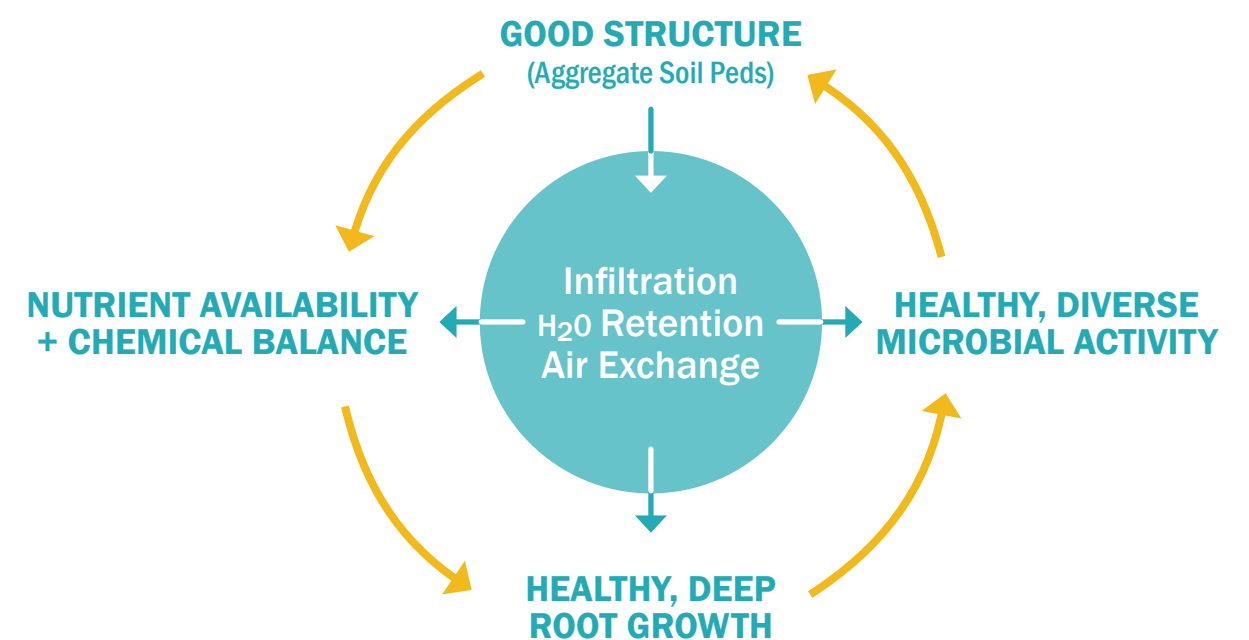 GOOD STRUCTURE
(Aggregate Soil Peds)
Infiltration
H₂0 Retention
Air Exchange
NUTRIENT AVAILABILITY
+ CHEMICAL BALANCE
HEALTHY, DIVERSE
MICROBIAL ACTIVITY
HEALTHY, DEEP
ROOT GROWTH